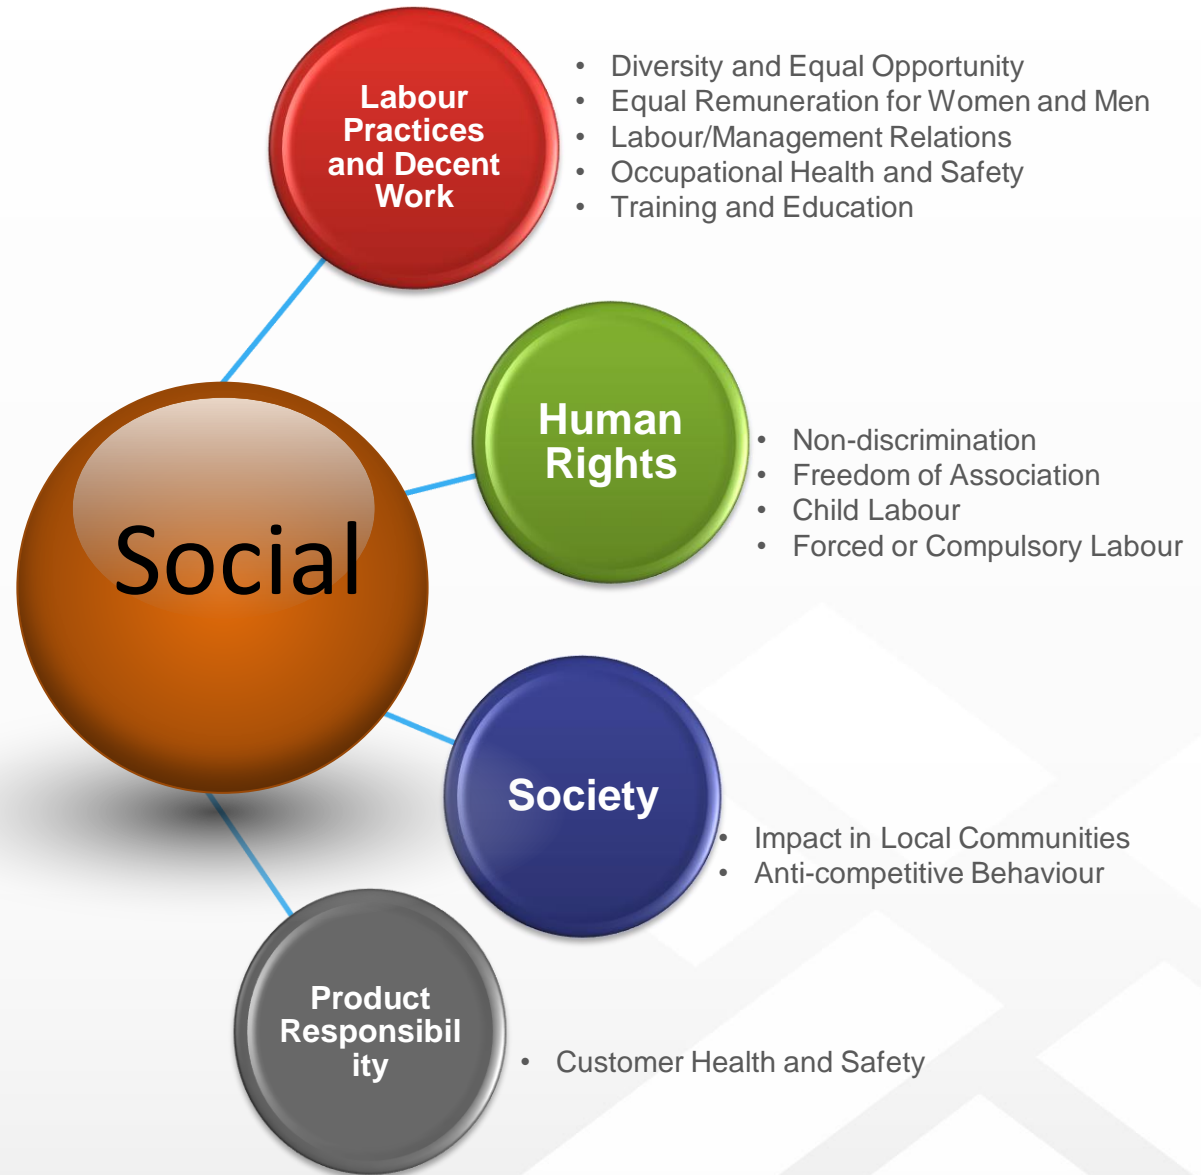 Labour
Practices
and Decent
Work
• Diversity and Equal Opportunity
• Equal Remuneration for Women and Men
• Labour/Management Relations
• Occupational Health and Safety
• Training and Education
Human
Rights
• Non-discrimination
• Freedom of Association
• Child Labour
• Forced or Compulsory Labour
Social
Society
• Impact in Local Communities
• Anti-competitive Behaviour
Product
Responsibil
ity
• Customer Health and Safety